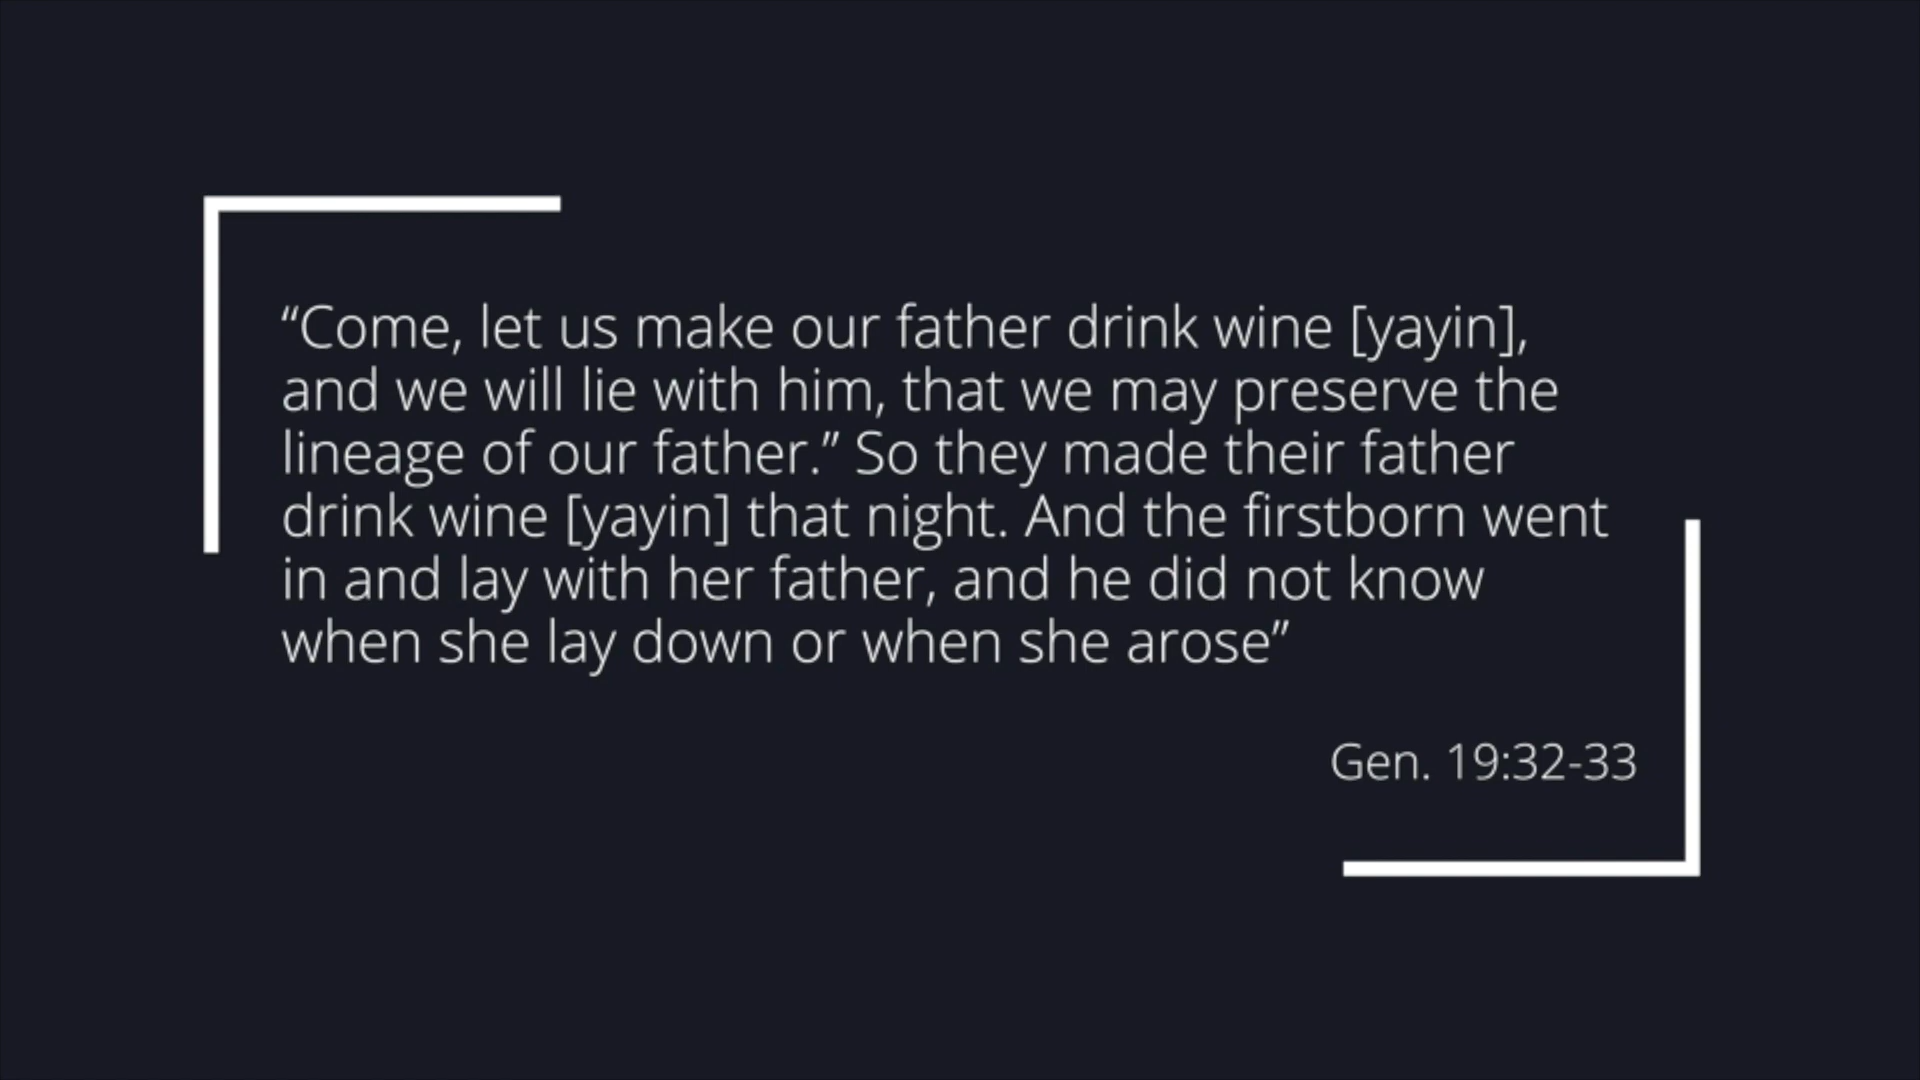 “Come, let us make our father drink wine [yayin],
and we will lie with him, that we may preserve the
lineage of our father.” So they made their father
drink wine [yayin] that night. And the firstborn went
in and lay with her father, and he did not know
when she lay down or when she arose”
Gen. 19:32-33